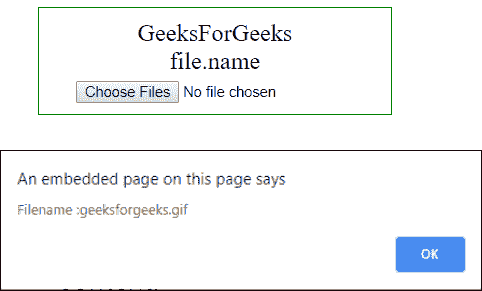 GeeksForGeeks
file.name
Choose Files No file chosen
An embedded page on this page says
Filename :geeksforgeeks.gif
OK